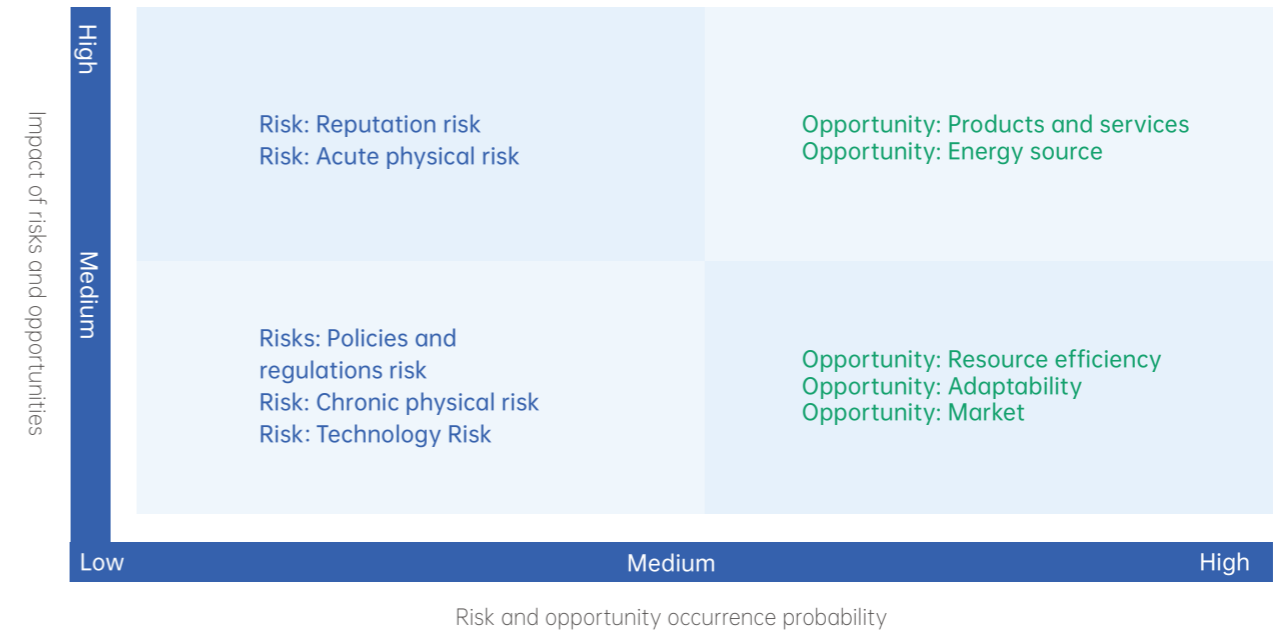 High
Medium
Impact of risks and opportunities
Risk: Reputation risk
Risk: Acute physical risk
Opportunity: Products and services
Opportunity: Energy source
Risks: Policies and
regulations risk
Risk: Chronic physical risk
Risk: Technology Risk
Opportunity: Resource efficiency
Opportunity: Adaptability
Opportunity: Market
Low
Medium
High
Risk and opportunity occurrence probability